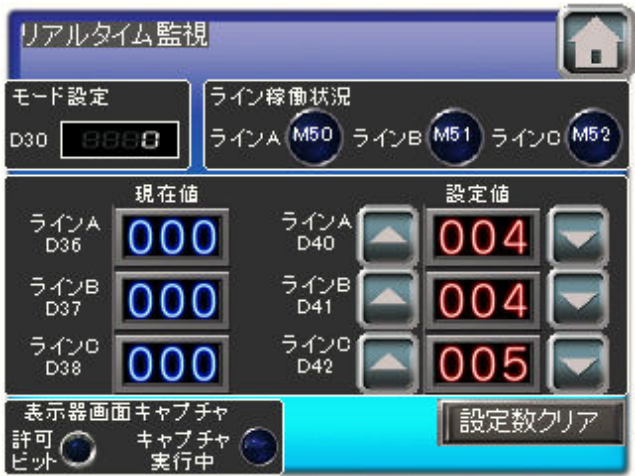 リアルタイム監視
モード設定
D30 0
ライン稼働状況
ラインA M50 ラインB M51 ラインC M52
現在値 設定値
ラインA
D36
000
ラインA
D40
004
ラインB
D37
000
ラインB
D41
004
ラインC
D38
000
ラインC
D42
005
表示器画面キャプチャ
許可
ビット
キャプチャ
実行中
設定数クリア